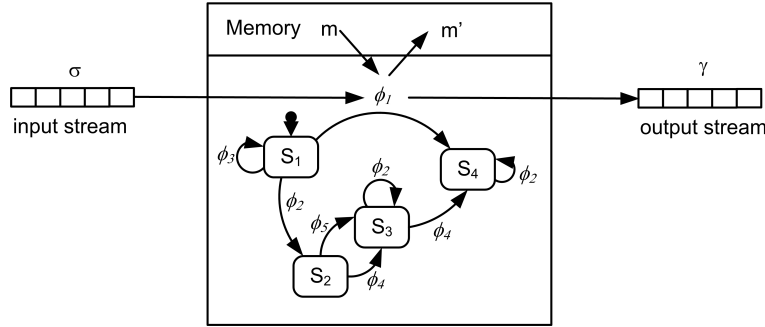 Memory m m'
σ
γ
ϕ1
input stream
output stream
S1
ϕ3
S4
ϕ2
ϕ2
ϕ2
ϕ5
S3
ϕ4
S2
ϕ4